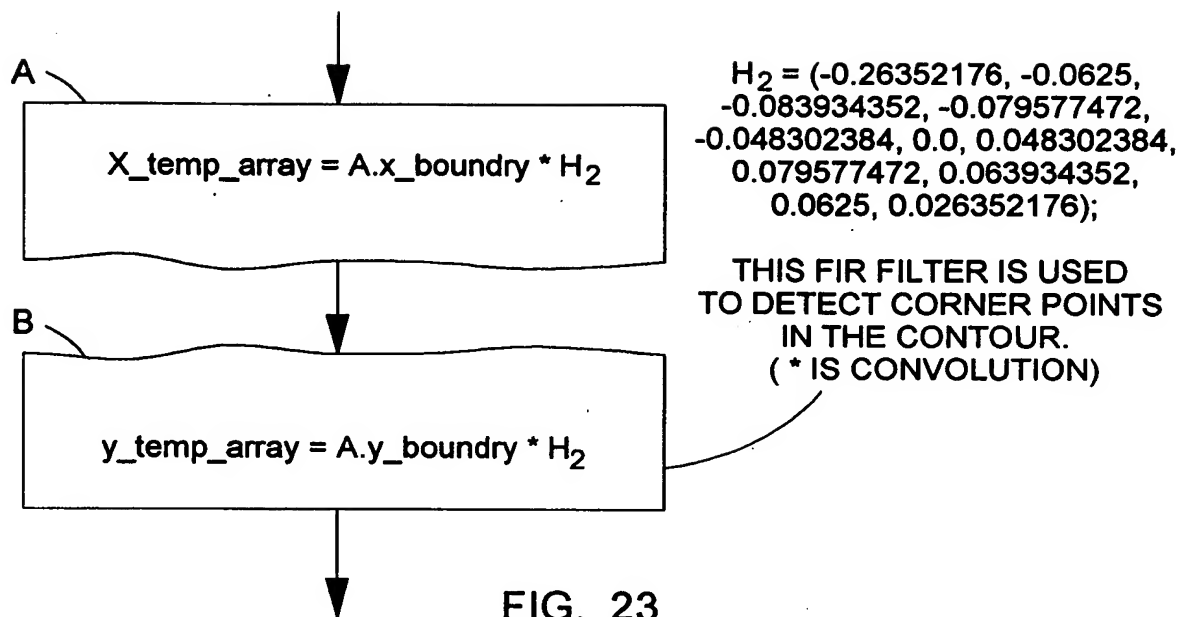 A
X_temp_array = A.x_boundry * H2
H2 = (-0.26352176, -0.0625,
-0.083934352, -0.079577472,
-0.048302384, 0.0, 0.048302384,
0.079577472, 0.063934352,
0.0625, 0.026352176);
THIS FIR FILTER IS USED
TO DETECT CORNER POINTS
IN THE CONTOUR.
( * IS CONVOLUTION)
B
y_temp_array = A.y_boundry * H2
FIG. 23